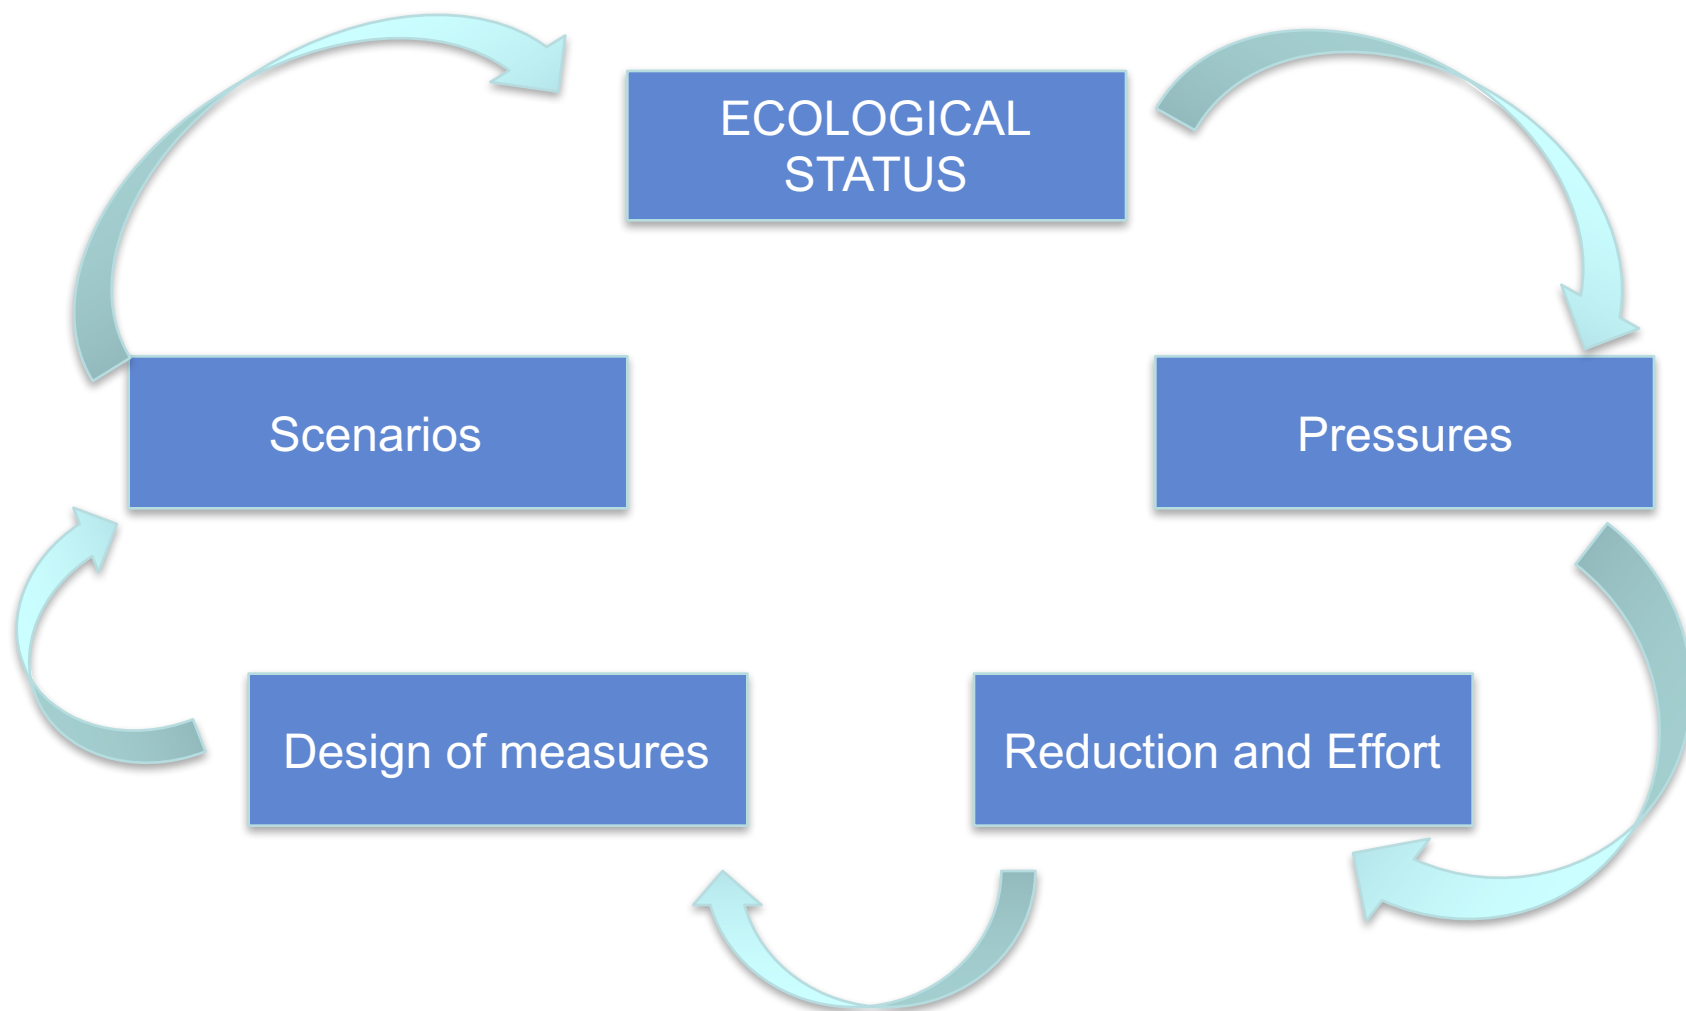 ECOLOGICAL
STATUS
Scenarios
Pressures
Design of measures
Reduction and Effort